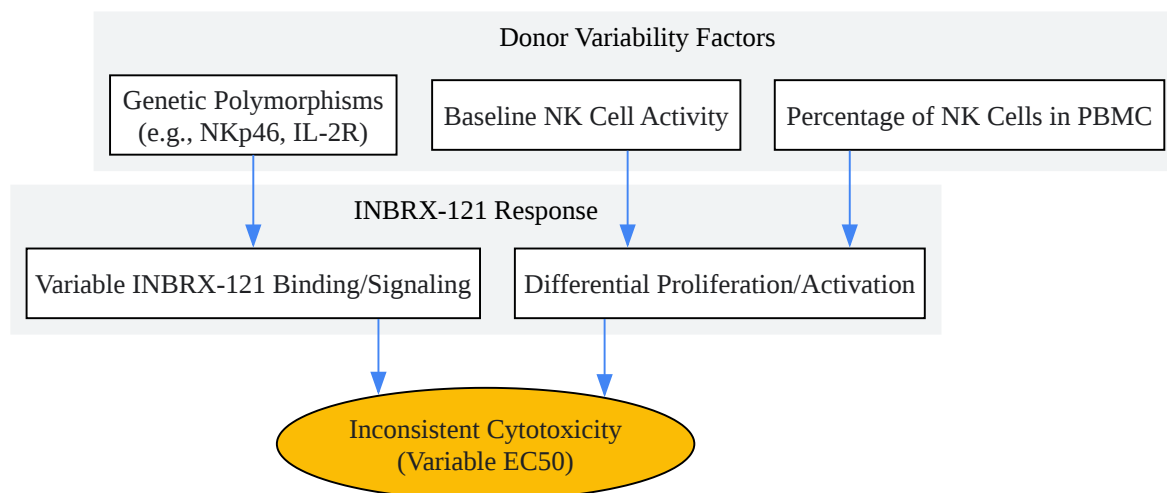 Donor Variability Factors
Genetic Polymorphisms
(e.g., NKp46, IL-2R)
Baseline NK Cell Activity
Percentage of NK Cells in PBMC
INBRX-121 Response
Variable INBRX-121 Binding/Signaling
Differential Proliferation/Activation
Inconsistent Cytotoxicity
(Variable EC50)